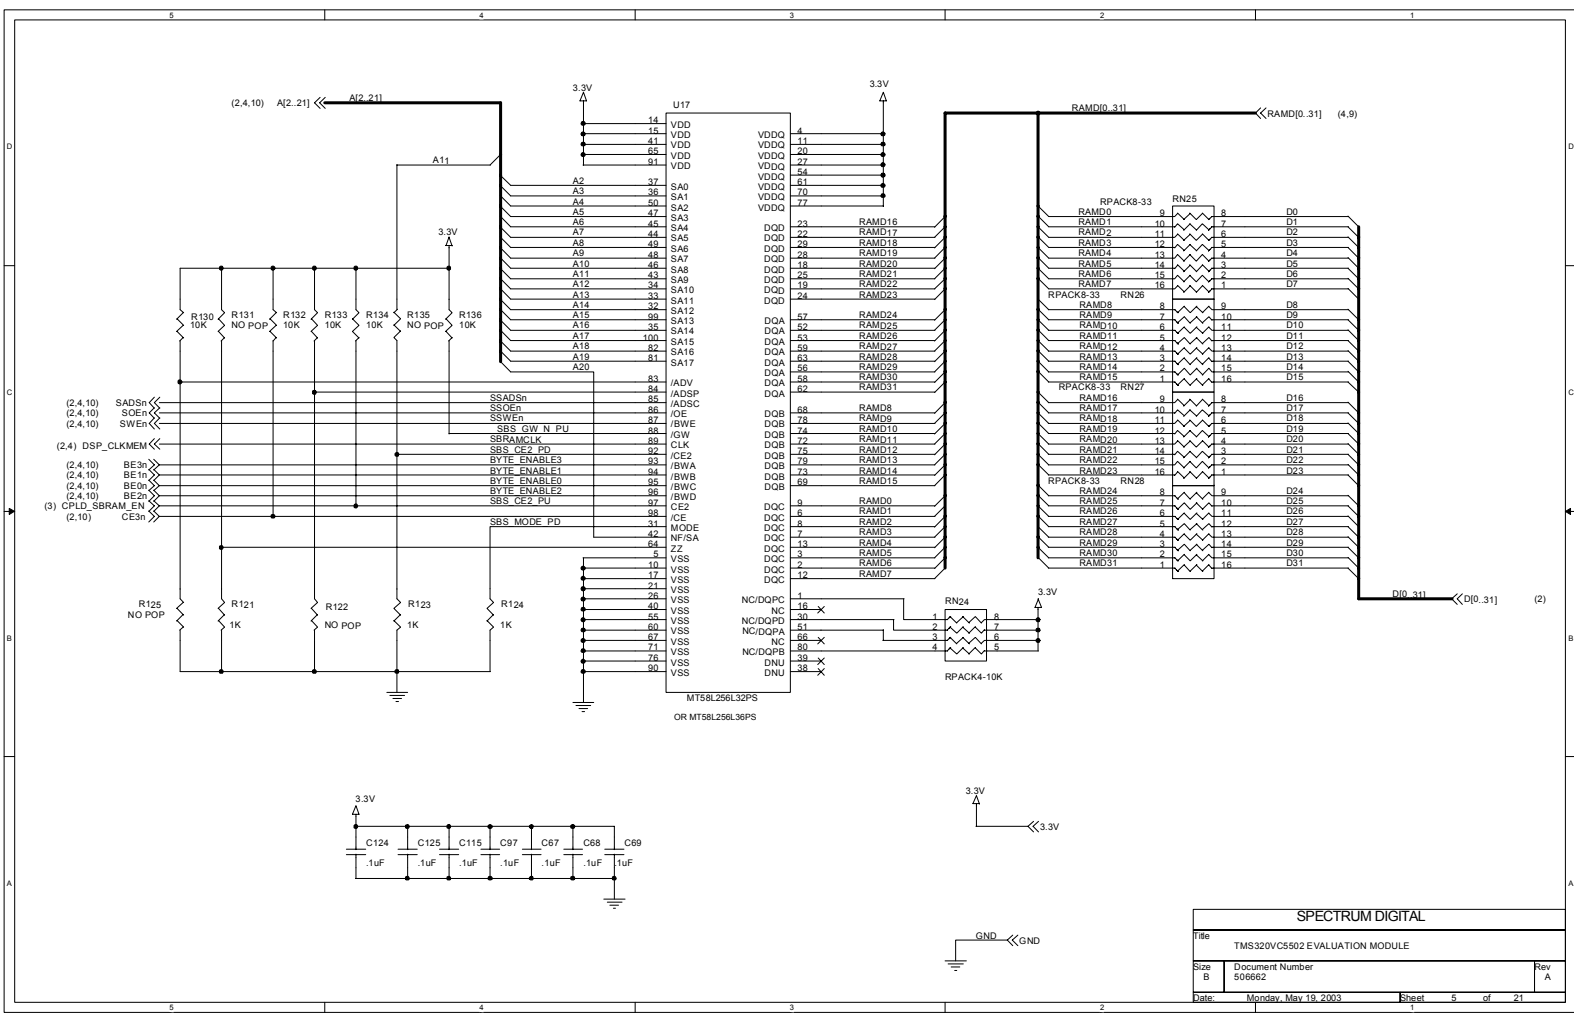 5 4 3 2 1
(2,4,10) A[2..21] A[2..21]
3.3V
3.3V
U17
RAMD[0..31] RAMD[0..31] (4,9)
D D
A11
14 VDD
15 VDD
41 VDD
65 VDD
91 VDD
VDDQ 4
VDDQ 11
VDDQ 20
VDDQ 27
VDDQ 54
VDDQ 61
VDDQ 70
VDDQ 77
A2 37 SA0
A3 36 SA1
A4 50 SA2
A5 47 SA3
A6 45 SA4
A7 44 SA5
A8 49 SA6
A9 48 SA7
A10 46 SA8
A11 43 SA9
A12 34 SA10
A13 33 SA11
A14 32 SA12
A15 99 SA13
A16 35 SA14
A17 100 SA15
A18 82 SA16
A19 81 SA17
A20
DQD 23 RAMD16
DQD 22 RAMD17
DQD 29 RAMD18
DQD 28 RAMD19
DQD 18 RAMD20
DQD 25 RAMD21
DQD 19 RAMD22
DQD 24 RAMD23
DQA 57 RAMD24
DQA 52 RAMD25
DQA 53 RAMD26
DQA 59 RAMD27
DQA 63 RAMD28
DQA 56 RAMD29
DQA 58 RAMD30
DQA 62 RAMD31
DQB 68 RAMD8
DQB 78 RAMD9
DQB 74 RAMD10
DQB 72 RAMD11
DQB 75 RAMD12
DQB 79 RAMD13
DQB 73 RAMD14
DQB 69 RAMD15
DQC 9 RAMD0
DQC 6 RAMD1
DQC 8 RAMD2
DQC 7 RAMD3
DQC 13 RAMD4
DQC 3 RAMD5
DQC 2 RAMD6
DQC 12 RAMD7
NC/DQPC 1
NC 16
NC/DQPD 30
NC/DQPA 51
NC 66
NC/DQPB 80
DNU 39
DNU 38
3.3V
R130 10K
R131 NO POP
R132 10K
R133 10K
R134 10K
R135 NO POP
R136 10K
83 /ADV
84 /ADSP
(2,4,10) SADSn SSADSn 85 /ADSC
(2,4,10) SOEn SSOEn 86 /OE
(2,4,10) SWEn SSWEn 87 /BWE
SBS_GW_N_PU 88 /GW
(2,4) DSP_CLKMEM SBRAMCLK 89 CLK
SBS_CE2_PD 92 /CE2
(2,4,10) BE3n BYTE_ENABLE3 93 /BWA
(2,4,10) BE1n BYTE_ENABLE1 94 /BWB
(2,4,10) BE0n BYTE_ENABLE0 95 /BWC
(2,4,10) BE2n BYTE_ENABLE2 96 /BWD
(3) CPLD_SBRAM_EN SBS_CE2_PU 97 CE2
(2,10) CE3n 98 /CE
SBS_MODE_PD 31 MODE
42 NF/SA
64 ZZ
5 VSS
10 VSS
17 VSS
21 VSS
26 VSS
40 VSS
55 VSS
60 VSS
67 VSS
71 VSS
76 VSS
90 VSS
R125 NO POP
R121 1K
R122 NO POP
R123 1K
R124 1K
MT58L256L32PS
OR MT58L256L36PS
RPACK8-33 RN25
RAMD0 9 8 D0
RAMD1 10 7 D1
RAMD2 11 6 D2
RAMD3 12 5 D3
RAMD4 13 4 D4
RAMD5 14 3 D5
RAMD6 15 2 D6
RAMD7 16 1 D7
RPACK8-33 RN26
RAMD8 8 9 D8
RAMD9 7 10 D9
RAMD10 6 11 D10
RAMD11 5 12 D11
RAMD12 4 13 D12
RAMD13 3 14 D13
RAMD14 2 15 D14
RAMD15 1 16 D15
RPACK8-33 RN27
RAMD16 9 8 D16
RAMD17 10 7 D17
RAMD18 11 6 D18
RAMD19 12 5 D19
RAMD20 13 4 D20
RAMD21 14 3 D21
RAMD22 15 2 D22
RAMD23 16 1 D23
RPACK8-33 RN28
RAMD24 8 9 D24
RAMD25 7 10 D25
RAMD26 6 11 D26
RAMD27 5 12 D27
RAMD28 4 13 D28
RAMD29 3 14 D29
RAMD30 2 15 D30
RAMD31 1 16 D31
C C
D[0..31] D[0..31] (2)
RN24 3.3V
1 8
2 7
3 6
4 5
RPACK4-10K
B B
3.3V
C124 .1uF
C125 .1uF
C115 .1uF
C97 .1uF
C67 .1uF
C68 .1uF
C69 .1uF
3.3V
3.3V
A A
GND GND
SPECTRUM DIGITAL
Title
TMS320VC5502 EVALUATION MODULE
Size Document Number Rev
B 506662 A
Date: Monday, May 19, 2003 Sheet 5 of 21
5 4 3 2 1